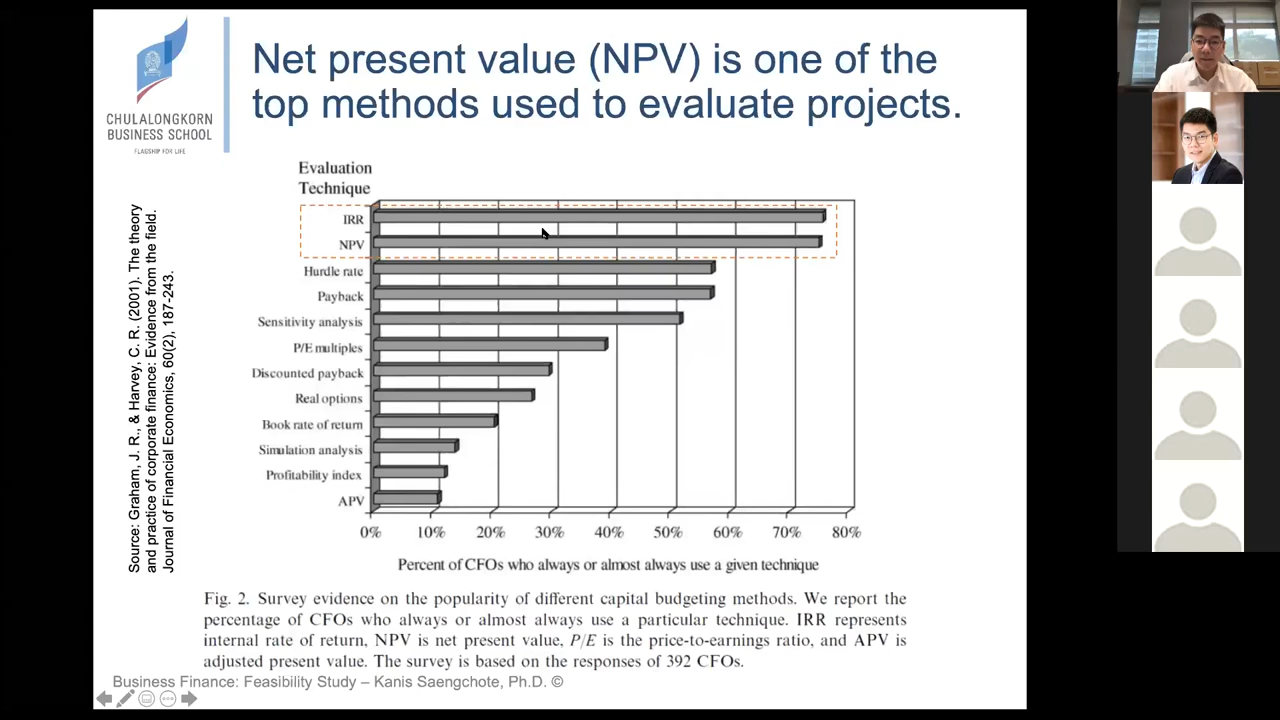 Net present value (NPV) is one of the
top methods used to evaluate projects.
CHULALONGKORN
BUSINESS SCHOOL
FLAGSHIP FOR LIFE
Source: Graham, J. R., & Harvey, C. R. (2001). The theory
and practice of corporate finance: Evidence from the field.
Journal of Financial Economics, 60(2), 187-243.
Evaluation
Technique
IRR
NPV
Hurdle rate
Payback
Sensitivity analysis
P/E multiples
Discounted payback
Real options
Book rate of return
Simulation analysis
Profitability index
APV
0% 10% 20% 30% 40% 50% 60% 70% 80%
Percent of CFOs who always or almost always use a given technique
Fig. 2. Survey evidence on the popularity of different capital budgeting methods. We report the
percentage of CFOs who always or almost always use a particular technique. IRR represents
internal rate of return, NPV is net present value, P/E is the price-to-earnings ratio, and APV is
adjusted present value. The survey is based on the responses of 392 CFOs.
Business Finance: Feasibility Study – Kanis Saengchote, Ph.D. ©